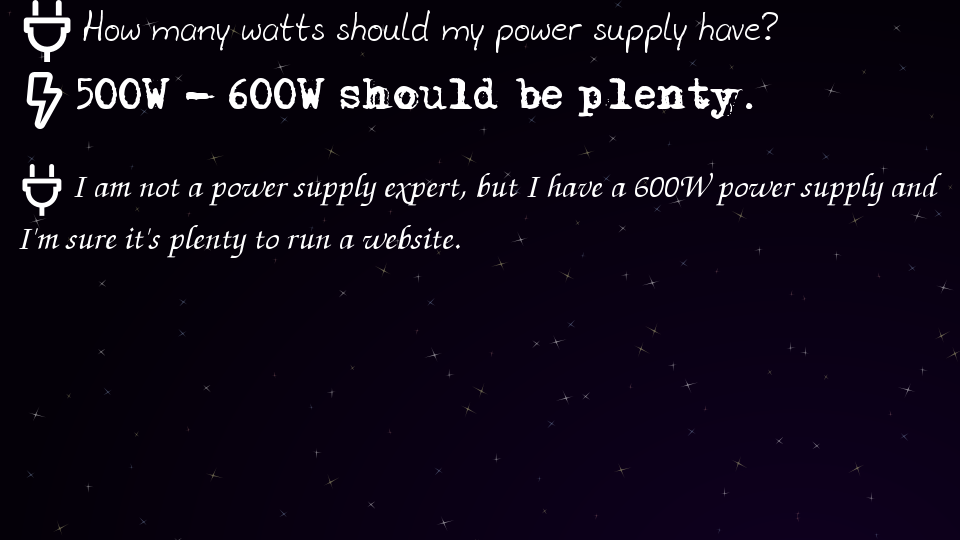 How many watts should my power supply have?
500W - 600W should be plenty.
I am not a power supply expert, but I have a 600W power supply and
I'm sure it's plenty to run a website.